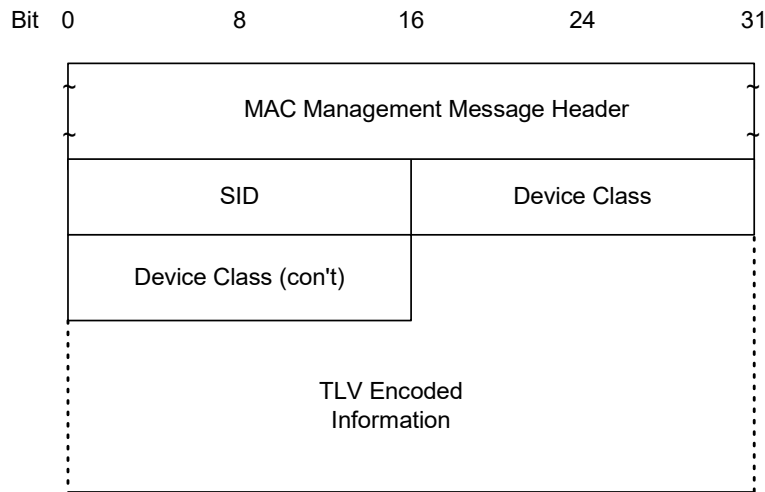 Bit 0 8 16 24 31
~ ~
MAC Management Message Header
~ ~
SID Device Class
Device Class (con't)
TLV Encoded
Information